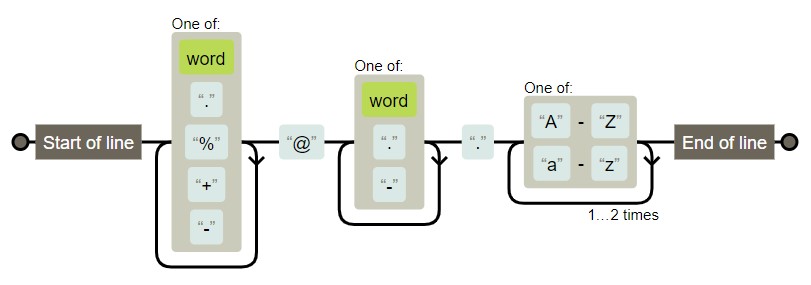 One of:
word
“.”
“%”
“+”
“-”
Start of line
“@”
One of:
word
“.”
“-”
“.”
One of:
“A” - “Z”
“a” - “z”
1...2 times
End of line